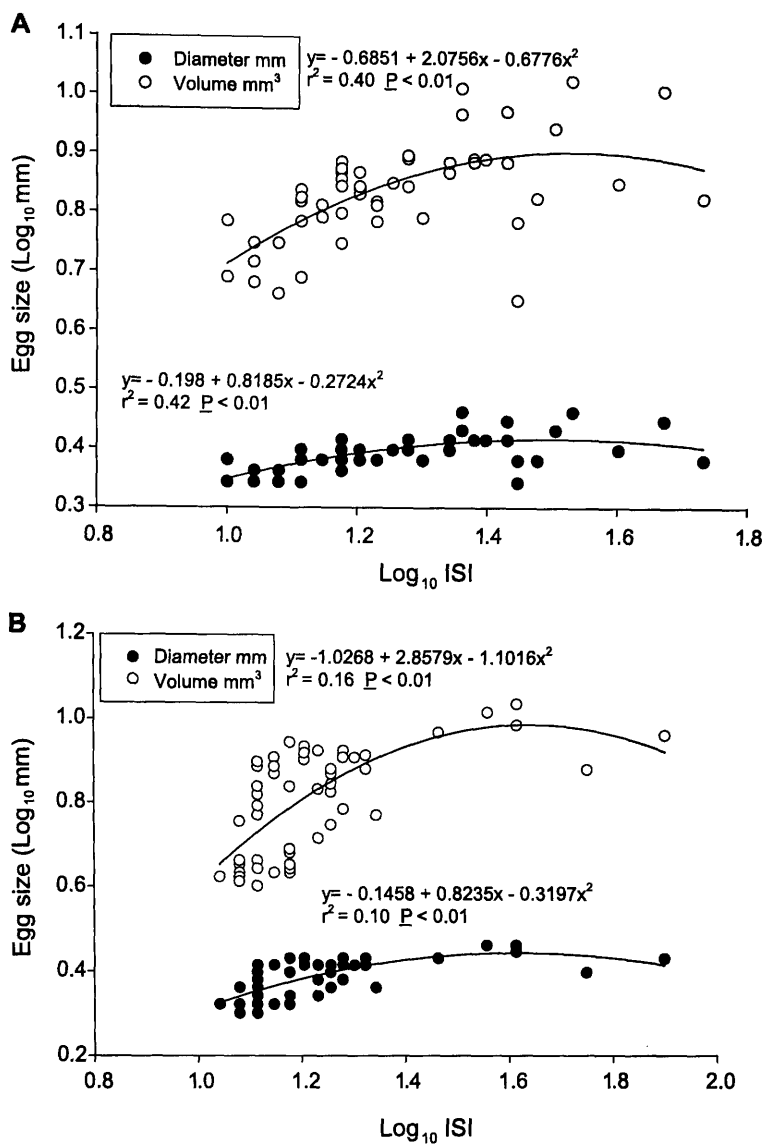 A
1.1
1.0
0.9
0.8
0.7
0.6
0.5
0.4
0.3
Egg size (Log10 mm)
Diameter mm
Volume mm3
y= - 0.6851 + 2.0756x - 0.6776x2
r2 = 0.40 P < 0.01
y= - 0.198 + 0.8185x - 0.2724x2
r2 = 0.42 P < 0.01
0.8 1.0 1.2 1.4 1.6 1.8
Log10 ISI
B
1.2
1.0
0.8
0.6
0.4
0.2
Egg size (Log10 mm)
Diameter mm
Volume mm3
y= -1.0268 + 2.8579x - 1.1016x2
r2 = 0.16 P < 0.01
y= - 0.1458 + 0.8235x - 0.3197x2
r2 = 0.10 P < 0.01
0.8 1.0 1.2 1.4 1.6 1.8 2.0
Log10 ISI